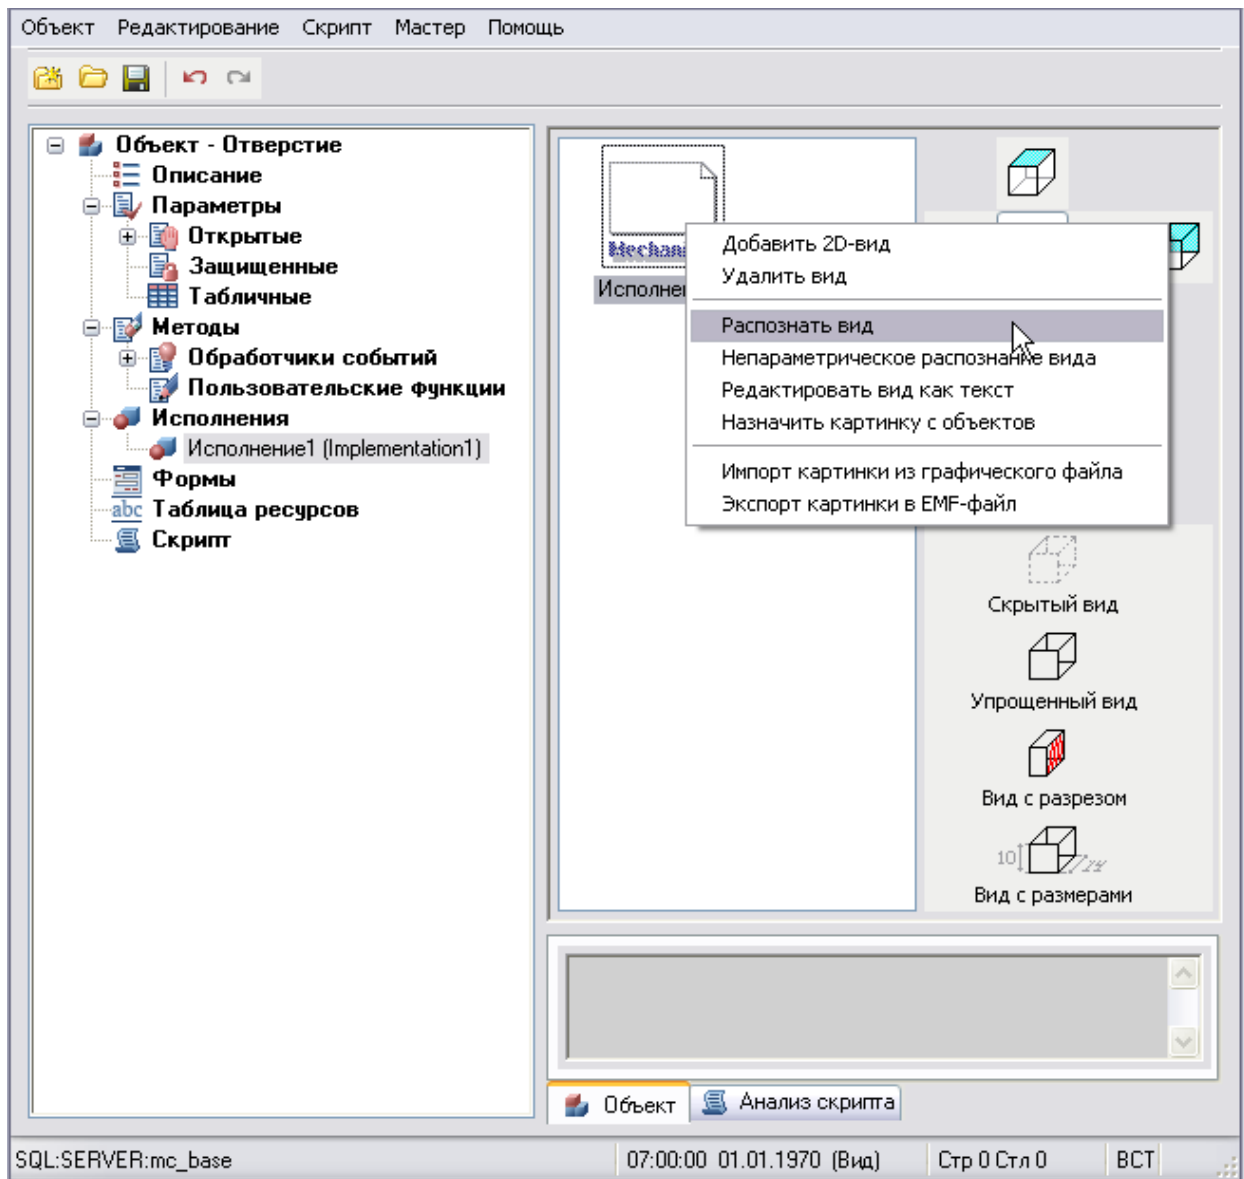 Объект Редактирование Скрипт Мастер Помощь
Объект - Отверстие
Описание
Параметры
Открытые
Защищенные
Табличные
Методы
Обработчики событий
Пользовательские функции
Исполнения
Исполнение1 (Implementation1)
Формы
abc Таблица ресурсов
Скрипт
Добавить 2D-вид
Удалить вид
Распознать вид
Непараметрическое распознание вида
Редактировать вид как текст
Назначить картинку с объектов
Импорт картинки из графического файла
Экспорт картинки в EMF-файл
Скрытый вид
Упрощенный вид
Вид с разрезом
10
Вид с размерами
Объект Анализ скрипта
SQL:SERVER:mc_base 07:00:00 01.01.1970 (Вид) Стр 0 Стл 0 ВСТ